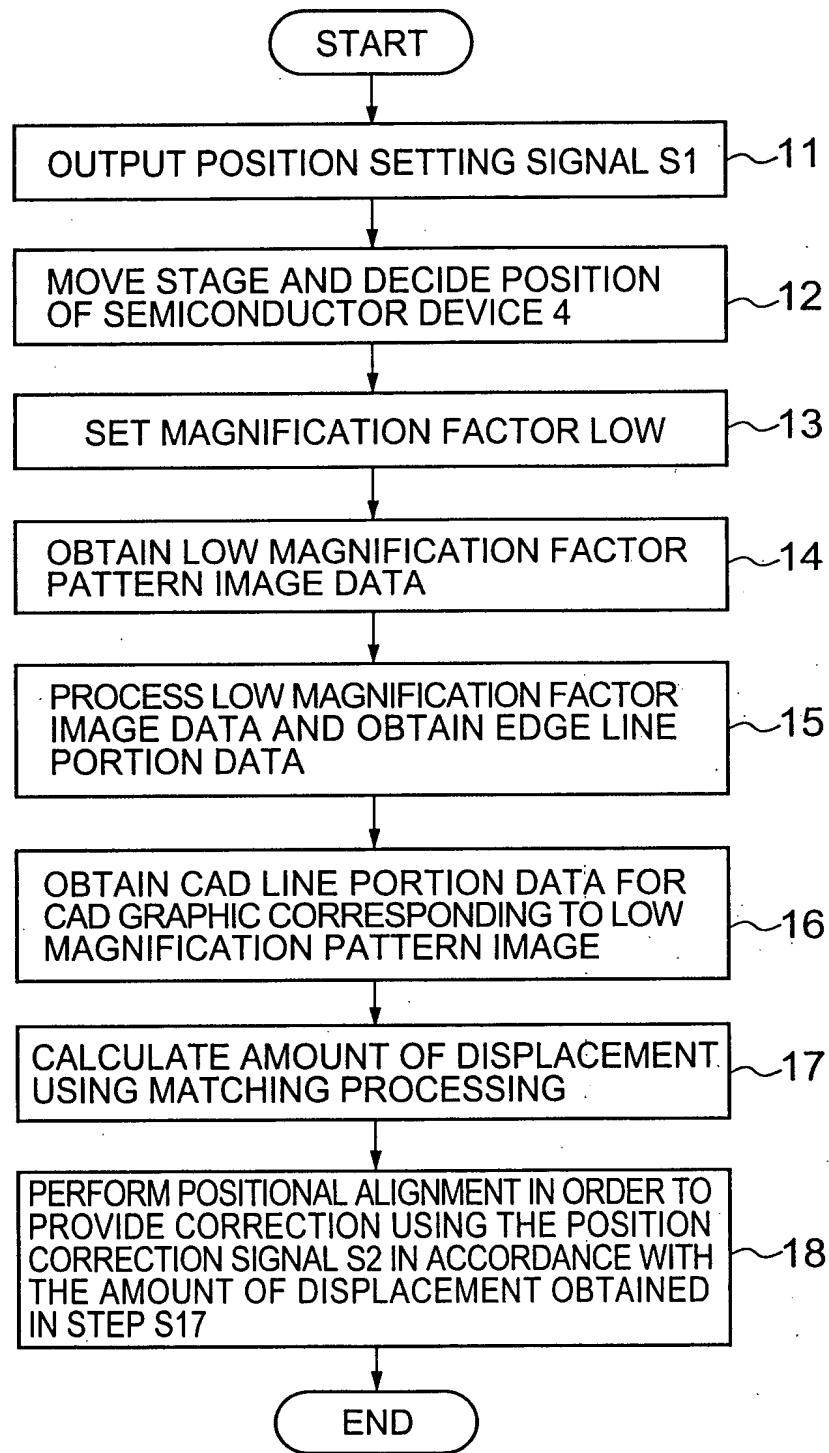 START
OUTPUT POSITION SETTING SIGNAL S1
11
MOVE STAGE AND DECIDE POSITION
OF SEMICONDUCTOR DEVICE 4
12
SET MAGNIFICATION FACTOR LOW
13
OBTAIN LOW MAGNIFICATION FACTOR
PATTERN IMAGE DATA
14
PROCESS LOW MAGNIFICATION FACTOR
IMAGE DATA AND OBTAIN EDGE LINE
PORTION DATA
15
OBTAIN CAD LINE PORTION DATA FOR
CAD GRAPHIC CORRESPONDING TO LOW
MAGNIFICATION PATTERN IMAGE
16
CALCULATE AMOUNT OF DISPLACEMENT
USING MATCHING PROCESSING
17
PERFORM POSITIONAL ALIGNMENT IN ORDER TO
PROVIDE CORRECTION USING THE POSITION
CORRECTION SIGNAL S2 IN ACCORDANCE WITH
THE AMOUNT OF DISPLACEMENT OBTAINED
IN STEP S17
18
END